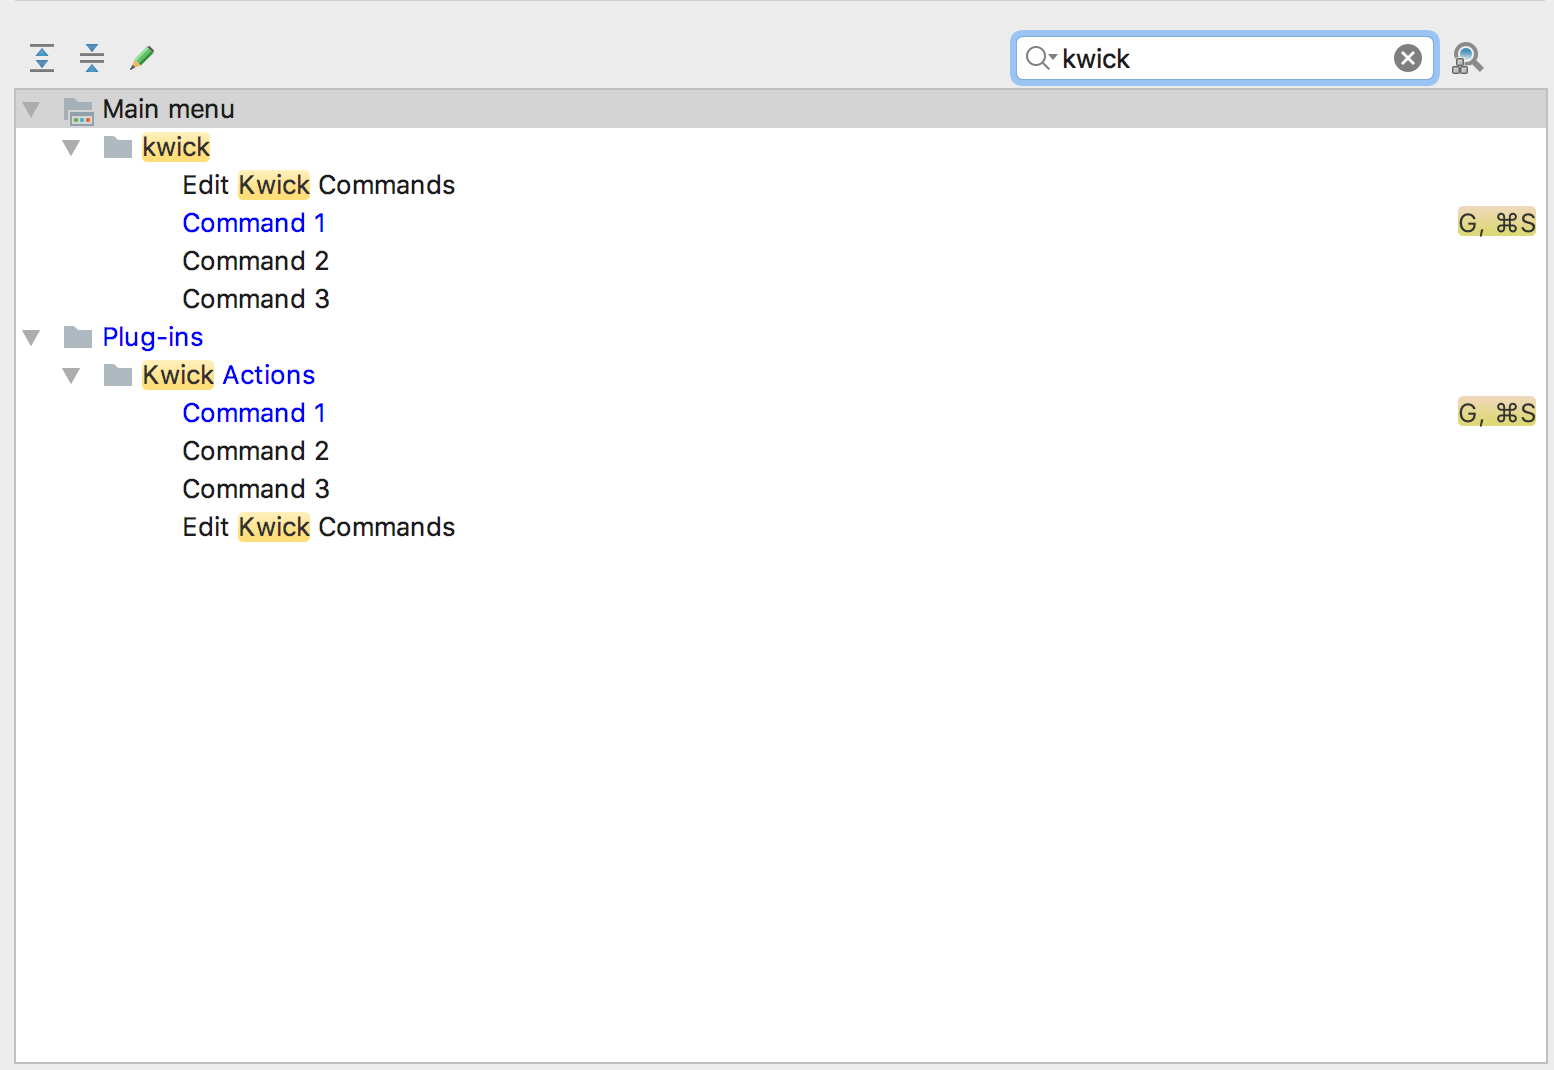 kwick
Main menu
kwick
Edit Kwick Commands
Command 1 G, ⌘S
Command 2
Command 3
Plug-ins
Kwick Actions
Command 1 G, ⌘S
Command 2
Command 3
Edit Kwick Commands